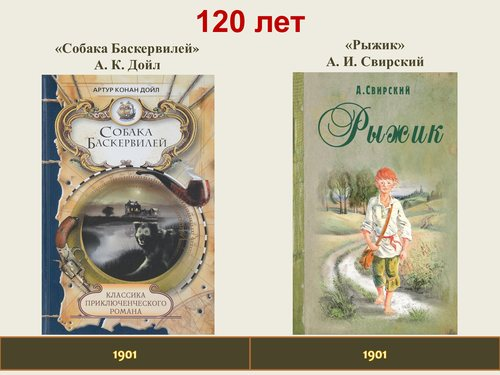 120 лет
«Собака Баскервилей»
А. К. Дойл
АРТУР КОНАН ДОЙЛ
СОБАКА
БАСКЕРВИЛЕЙ
КЛАССИКА
ПРИКЛЮЧЕНЧЕСКОГО
РОМАНА
1901
«Рыжик»
А. И. Свирский
А.Свирский
Рыжик
1901